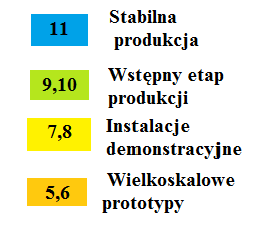 11 Stabilna
produkcja
9,10 Wstępny etap
produkcji
7,8 Instalacje
demonstracyjne
5,6 Wielkoskalowe
prototypy